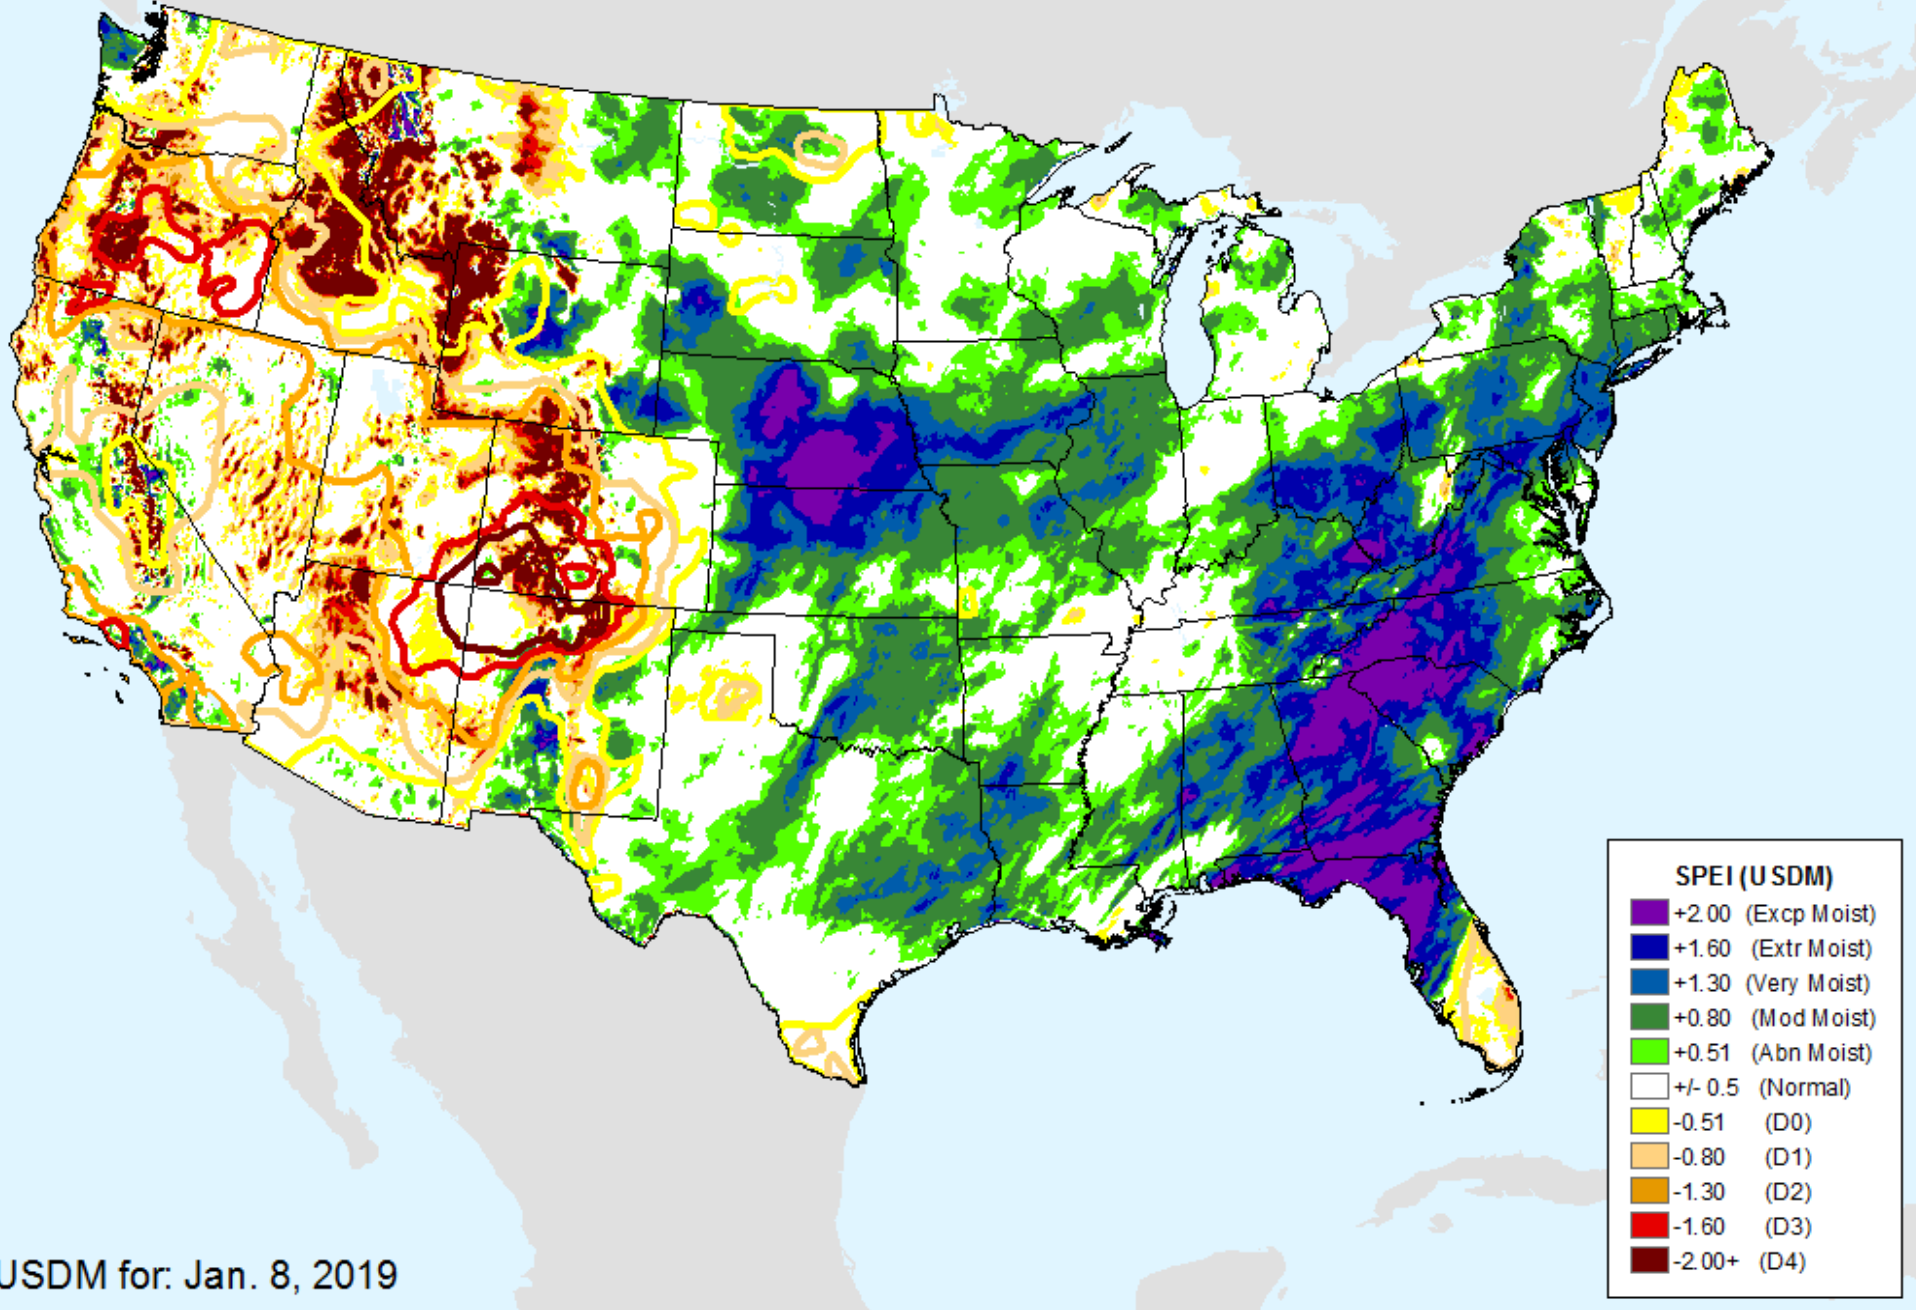 SPEI (USDM)
+2.00 (Excp Moist)
+1.60 (Extr Moist)
+1.30 (Very Moist)
+0.80 (Mod Moist)
+0.51 (Abn Moist)
+/- 0.5 (Normal)
-0.51 (D0)
-0.80 (D1)
-1.30 (D2)
-1.60 (D3)
-2.00+ (D4)
USDM for: Jan. 8, 2019